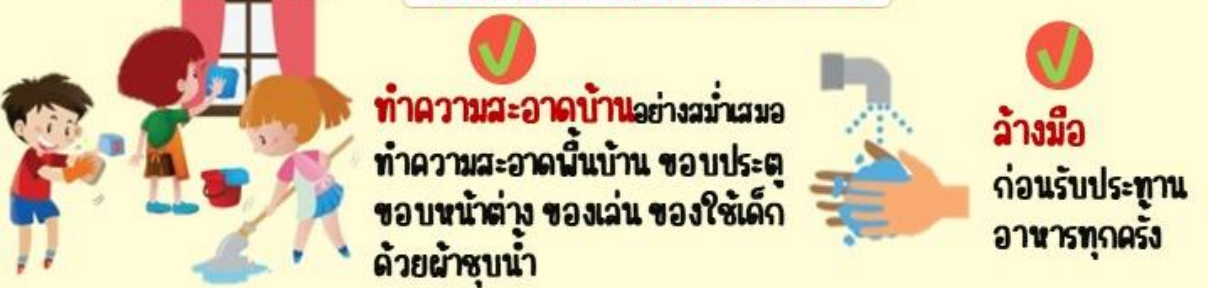 ทำความสะอาดบ้านอย่างสม่ำเสมอ
ทำความสะอาดพื้นบ้าน ขอบประตู
ขอบหน้าต่าง ของเล่น ของใช้เด็ก
ด้วยผ้าชุบน้ำ
ล้างมือ
ก่อนรับประทาน
อาหารทุกครั้ง